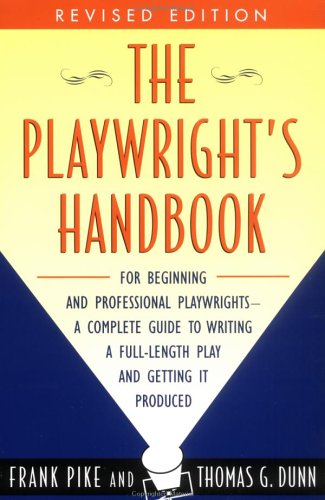 REVISED EDITION
THE
PLAYWRIGHT'S
HANDBOOK
FOR BEGINNING
AND PROFESSIONAL PLAYWRIGHTS—
A COMPLETE GUIDE TO WRITING
A FULL-LENGTH PLAY
AND GETTING IT
PRODUCED
FRANK PIKE AND THOMAS G. DUNN